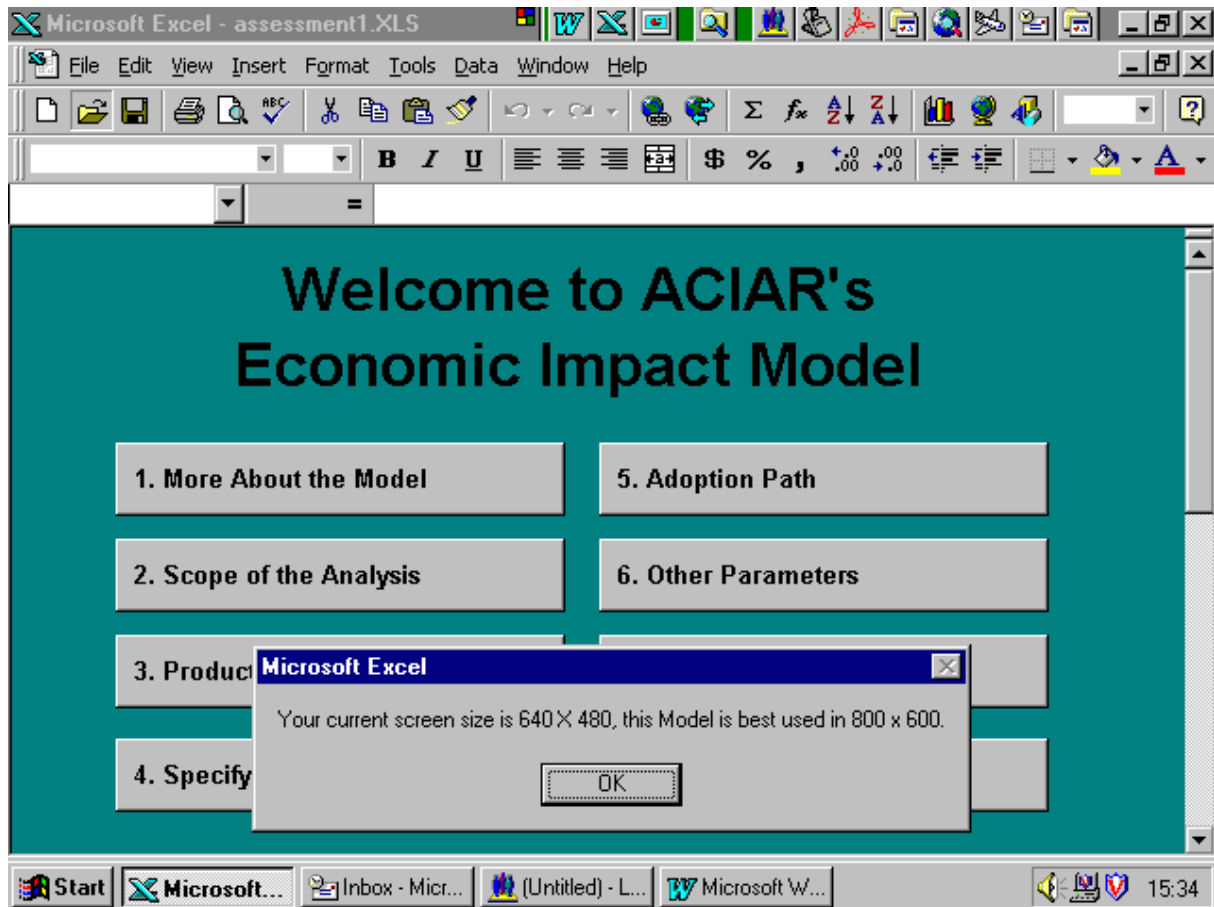 Microsoft Excel - assessment1.XLS
File Edit View Insert Format Tools Data Window Help
B I U $ % ,
=
Welcome to ACIAR's
Economic Impact Model
1. More About the Model
5. Adoption Path
2. Scope of the Analysis
6. Other Parameters
3. Product
Microsoft Excel
Your current screen size is 640 X 480, this Model is best used in 800 x 600.
OK
4. Specify
Start Microsoft... Inbox - Micr... (Untitled) - L... Microsoft W... 15:34